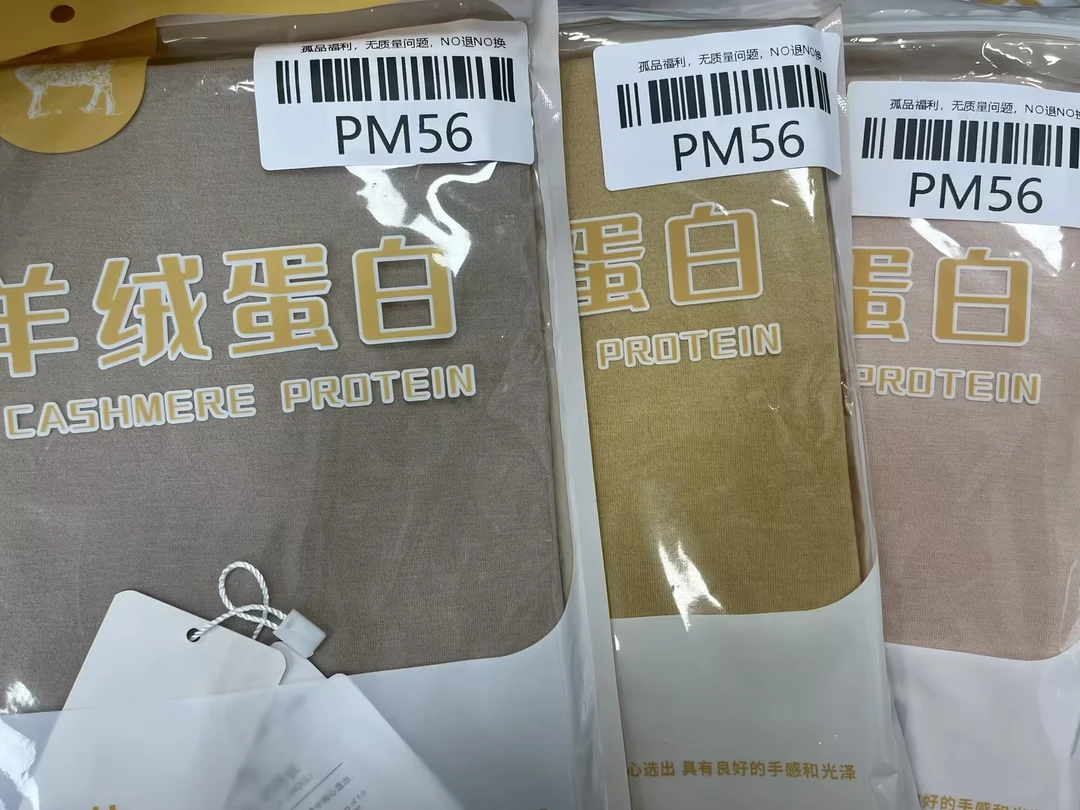 孤品福利，无质量问题，NO退NO换
PM56
羊绒蛋白
CASHMERE PROTEIN
孤品福利，无质量问题，NO退NO换
PM56
蛋白
PROTEIN
心选出 具有良好的手感和光泽
孤品福利，无质量问题，NO退NO换
PM56
蛋白
PROTEIN
好的手感和光